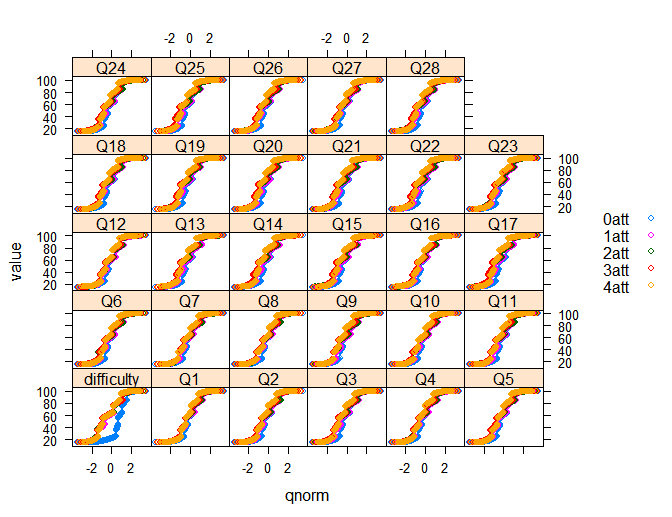 -2 0 2 -2 0 2
Q24 Q25 Q26 Q27 Q28
100
80
60
40
20
Q18 Q19 Q20 Q21 Q22 Q23
100
80
60
40
20
Q12 Q13 Q14 Q15 Q16 Q17
100
80
60
40
20
Q6 Q7 Q8 Q9 Q10 Q11
100
80
60
40
20
difficulty Q1 Q2 Q3 Q4 Q5
100
80
60
40
20
-2 0 2 -2 0 2 -2 0 2
qnorm
value
0att
1att
2att
3att
4att